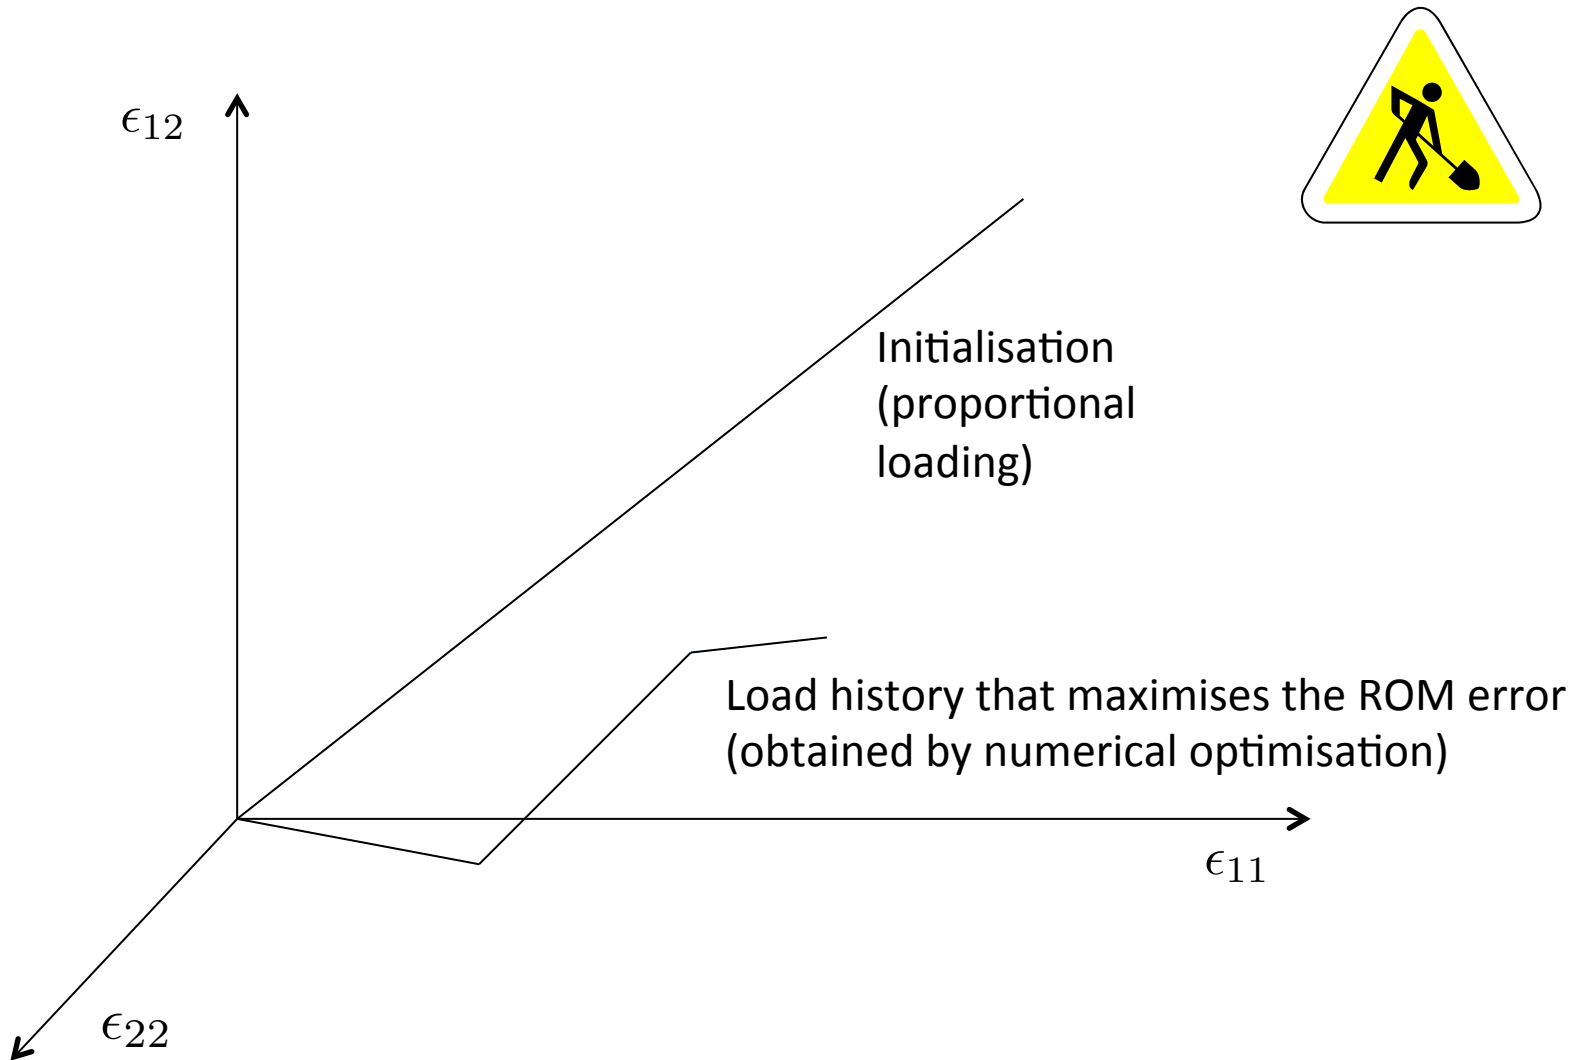 ϵ12
Initialisation
(proportional
loading)
Load history that maximises the ROM error
(obtained by numerical optimisation)
ϵ11
ϵ22